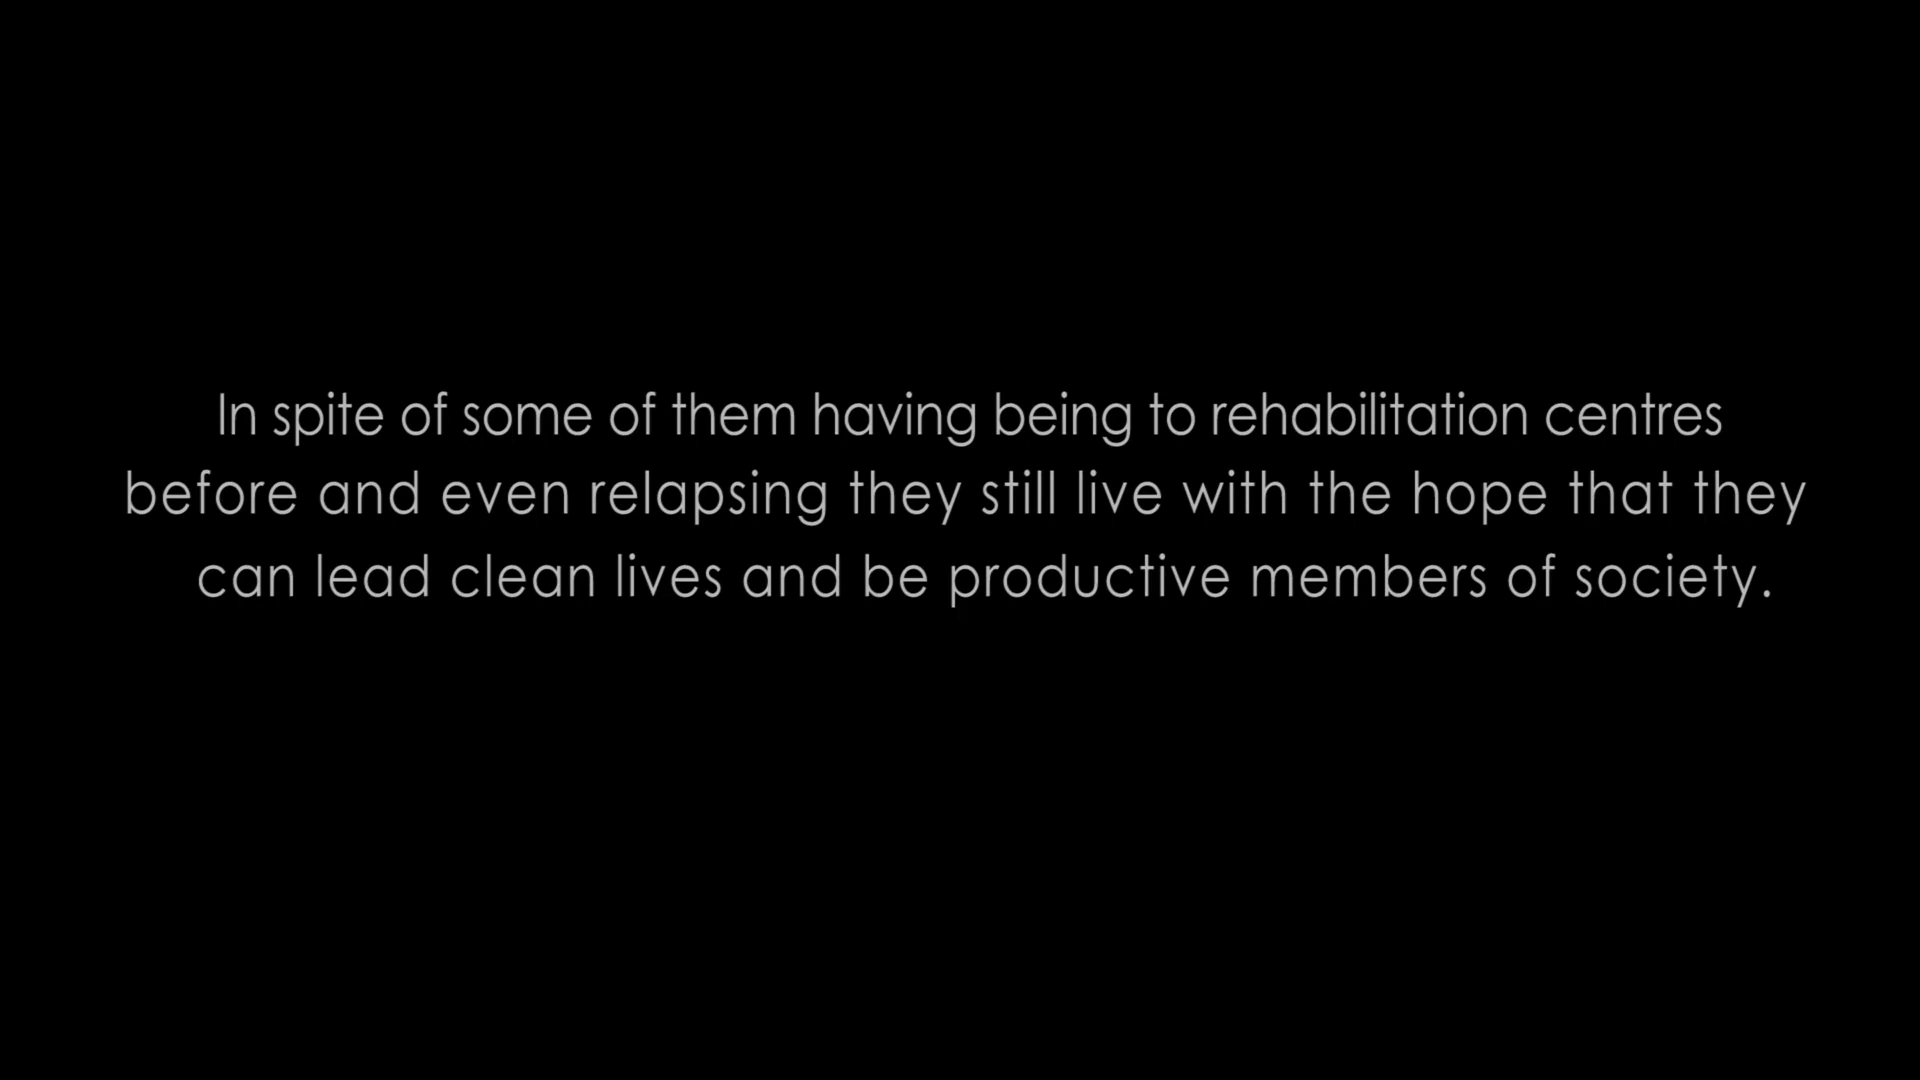 In spite of some of them having being to rehabilitation centres
before and even relapsing they still live with the hope that they
can lead clean lives and be productive members of society.